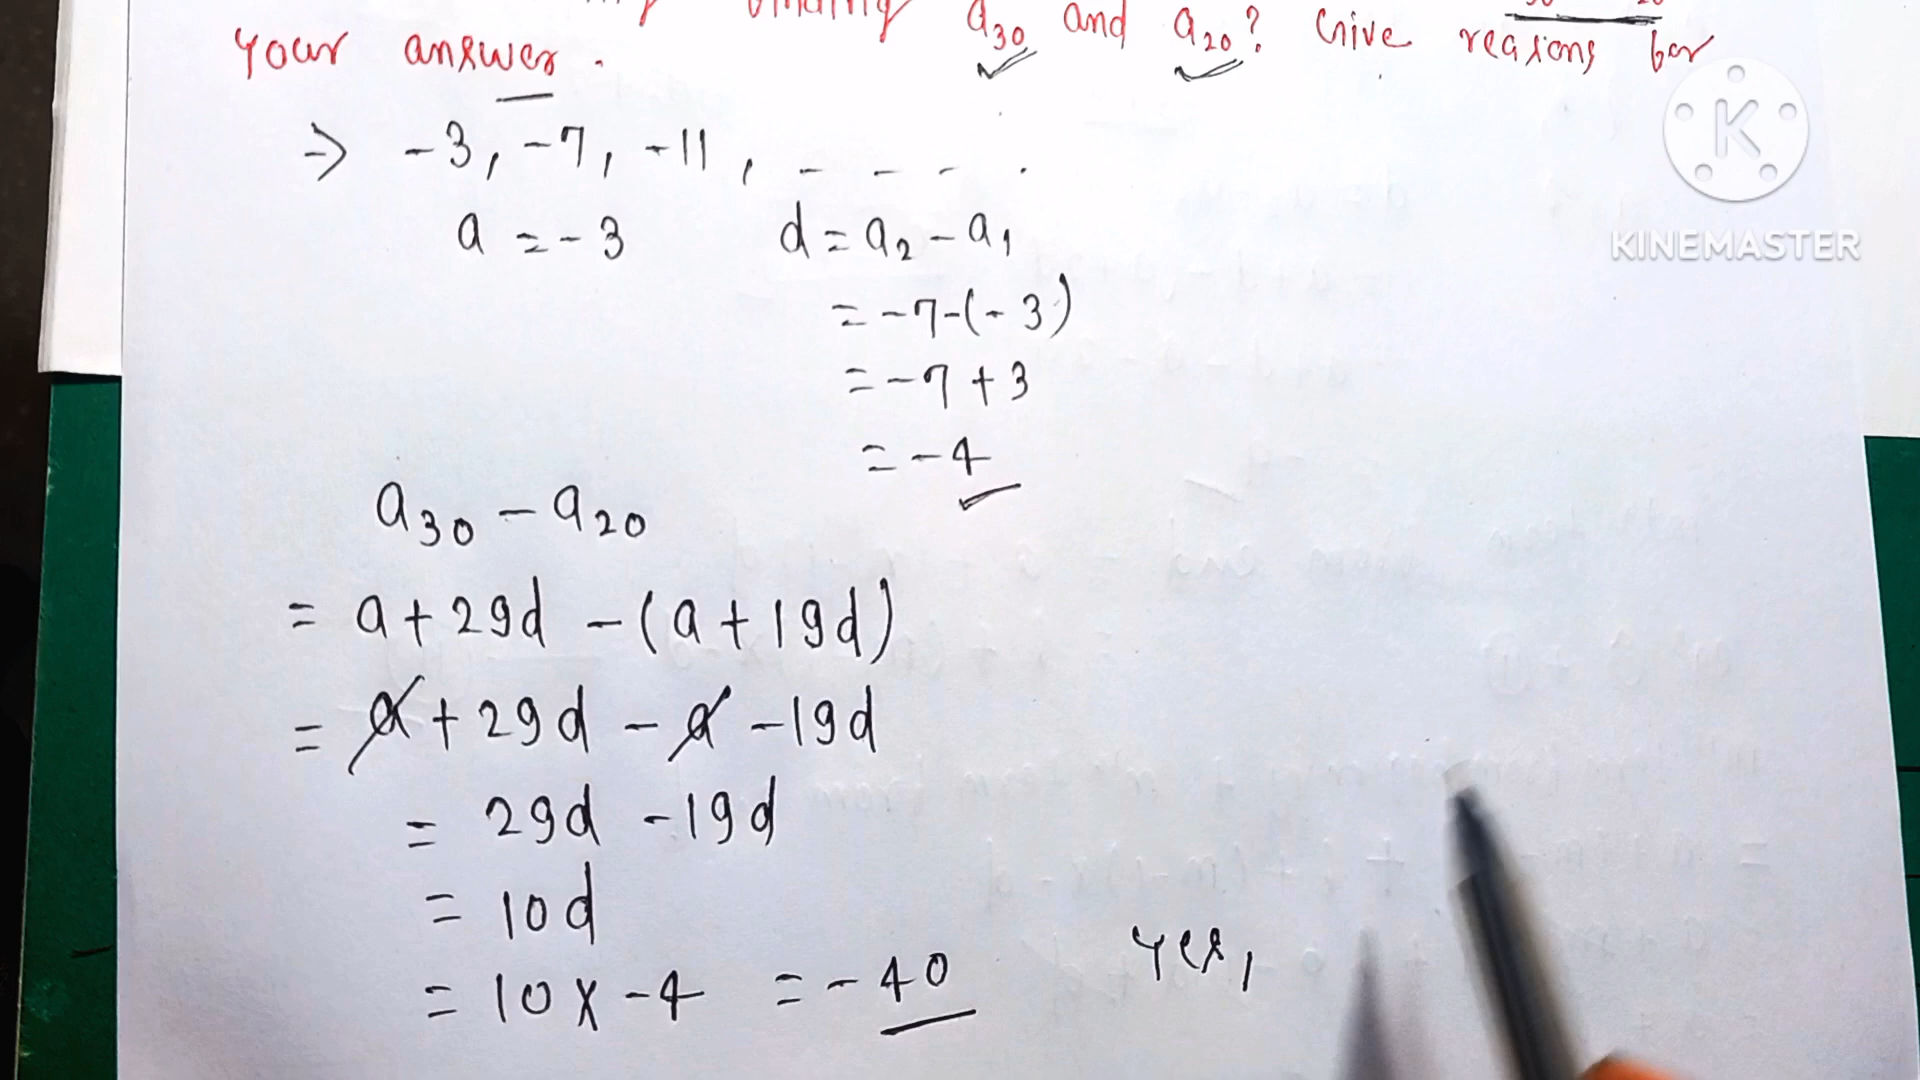 finding a30 and a20? Give reasons for
your answer.
⇒ -3, -7, -11, - - - .
a = -3 d = a2 - a1
= -7-(-3)
= -7 + 3
= -4
a30 - a20
= a + 29d - (a + 19d)
= a + 29d - a - 19d
= 29d - 19d
= 10d
= 10 x -4 = -40 Yes,
K
KINEMASTER